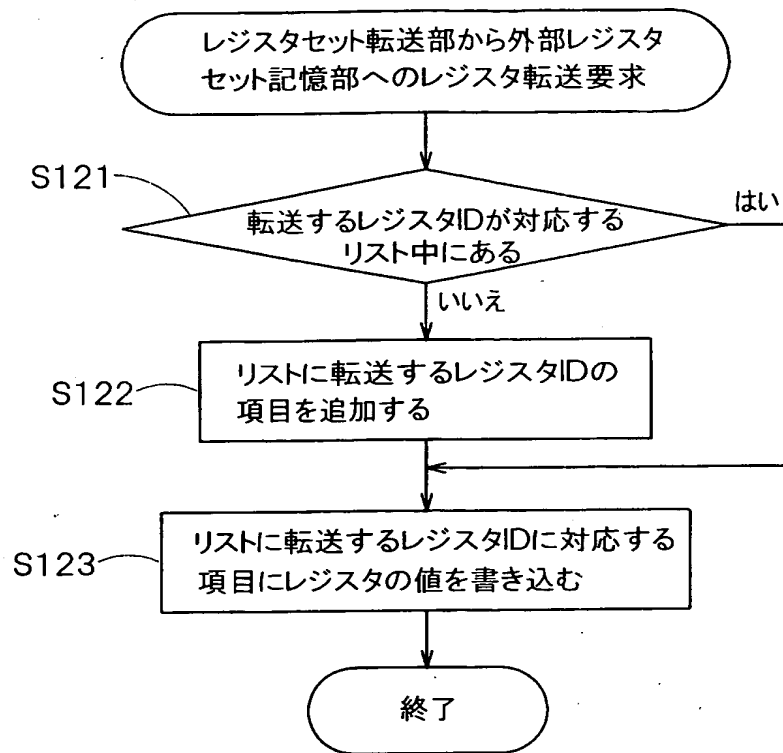 レジスタセット転送部から外部レジスタ
セット記憶部へのレジスタ転送要求
S121
転送するレジスタIDが対応する
リスト中にある
はい
いいえ
S122
リストに転送するレジスタIDの
項目を追加する
S123
リストに転送するレジスタIDに対応する
項目にレジスタの値を書き込む
終了